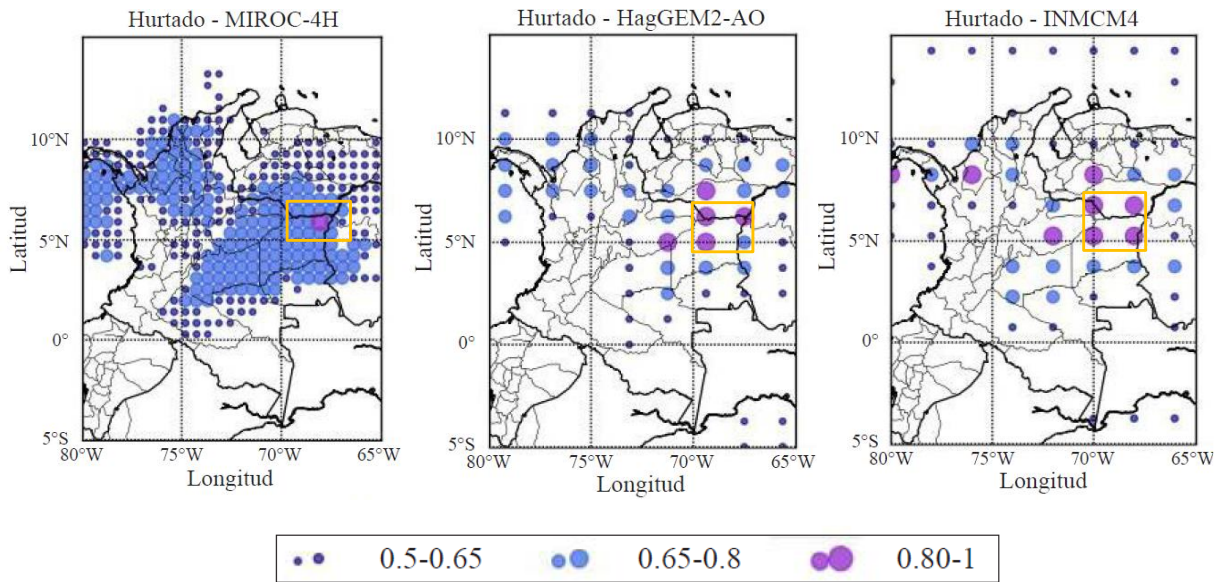 Hurtado - MIROC-4H
10°N
5°N
0°
5°S
80°W 75°W 70°W 65°W
Latitud
Longitud
Hurtado - HagGEM2-AO
10°N
5°N
0°
5°S
80°W 75°W 70°W 65°W
Latitud
Longitud
Hurtado - INMCM4
10°N
5°N
0°
5°S
80°W 75°W 70°W 65°W
Latitud
Longitud
0.5-0.65 0.65-0.8 0.80-1